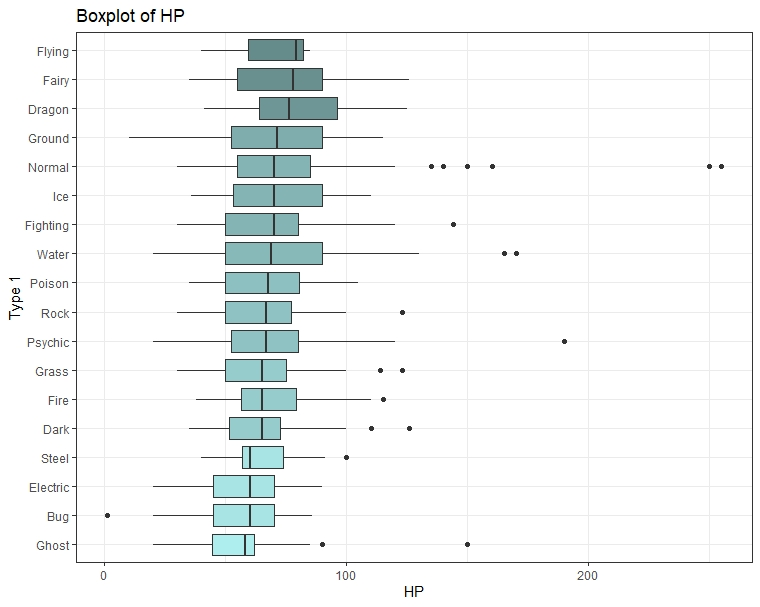 Boxplot of HP
Type 1
Flying
Fairy
Dragon
Ground
Normal
Ice
Fighting
Water
Poison
Rock
Psychic
Grass
Fire
Dark
Steel
Electric
Bug
Ghost
0 100 200
HP